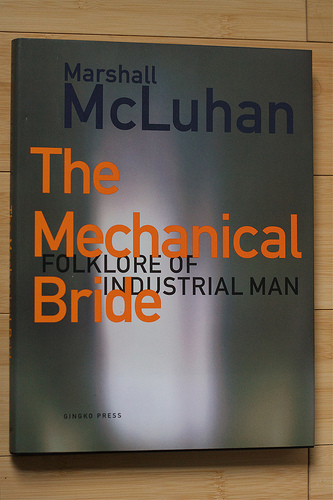 Marshall
McLuhan
The
Mechanical
FOLKLORE OF
INDUSTRIAL MAN
Bride
GINGKO PRESS